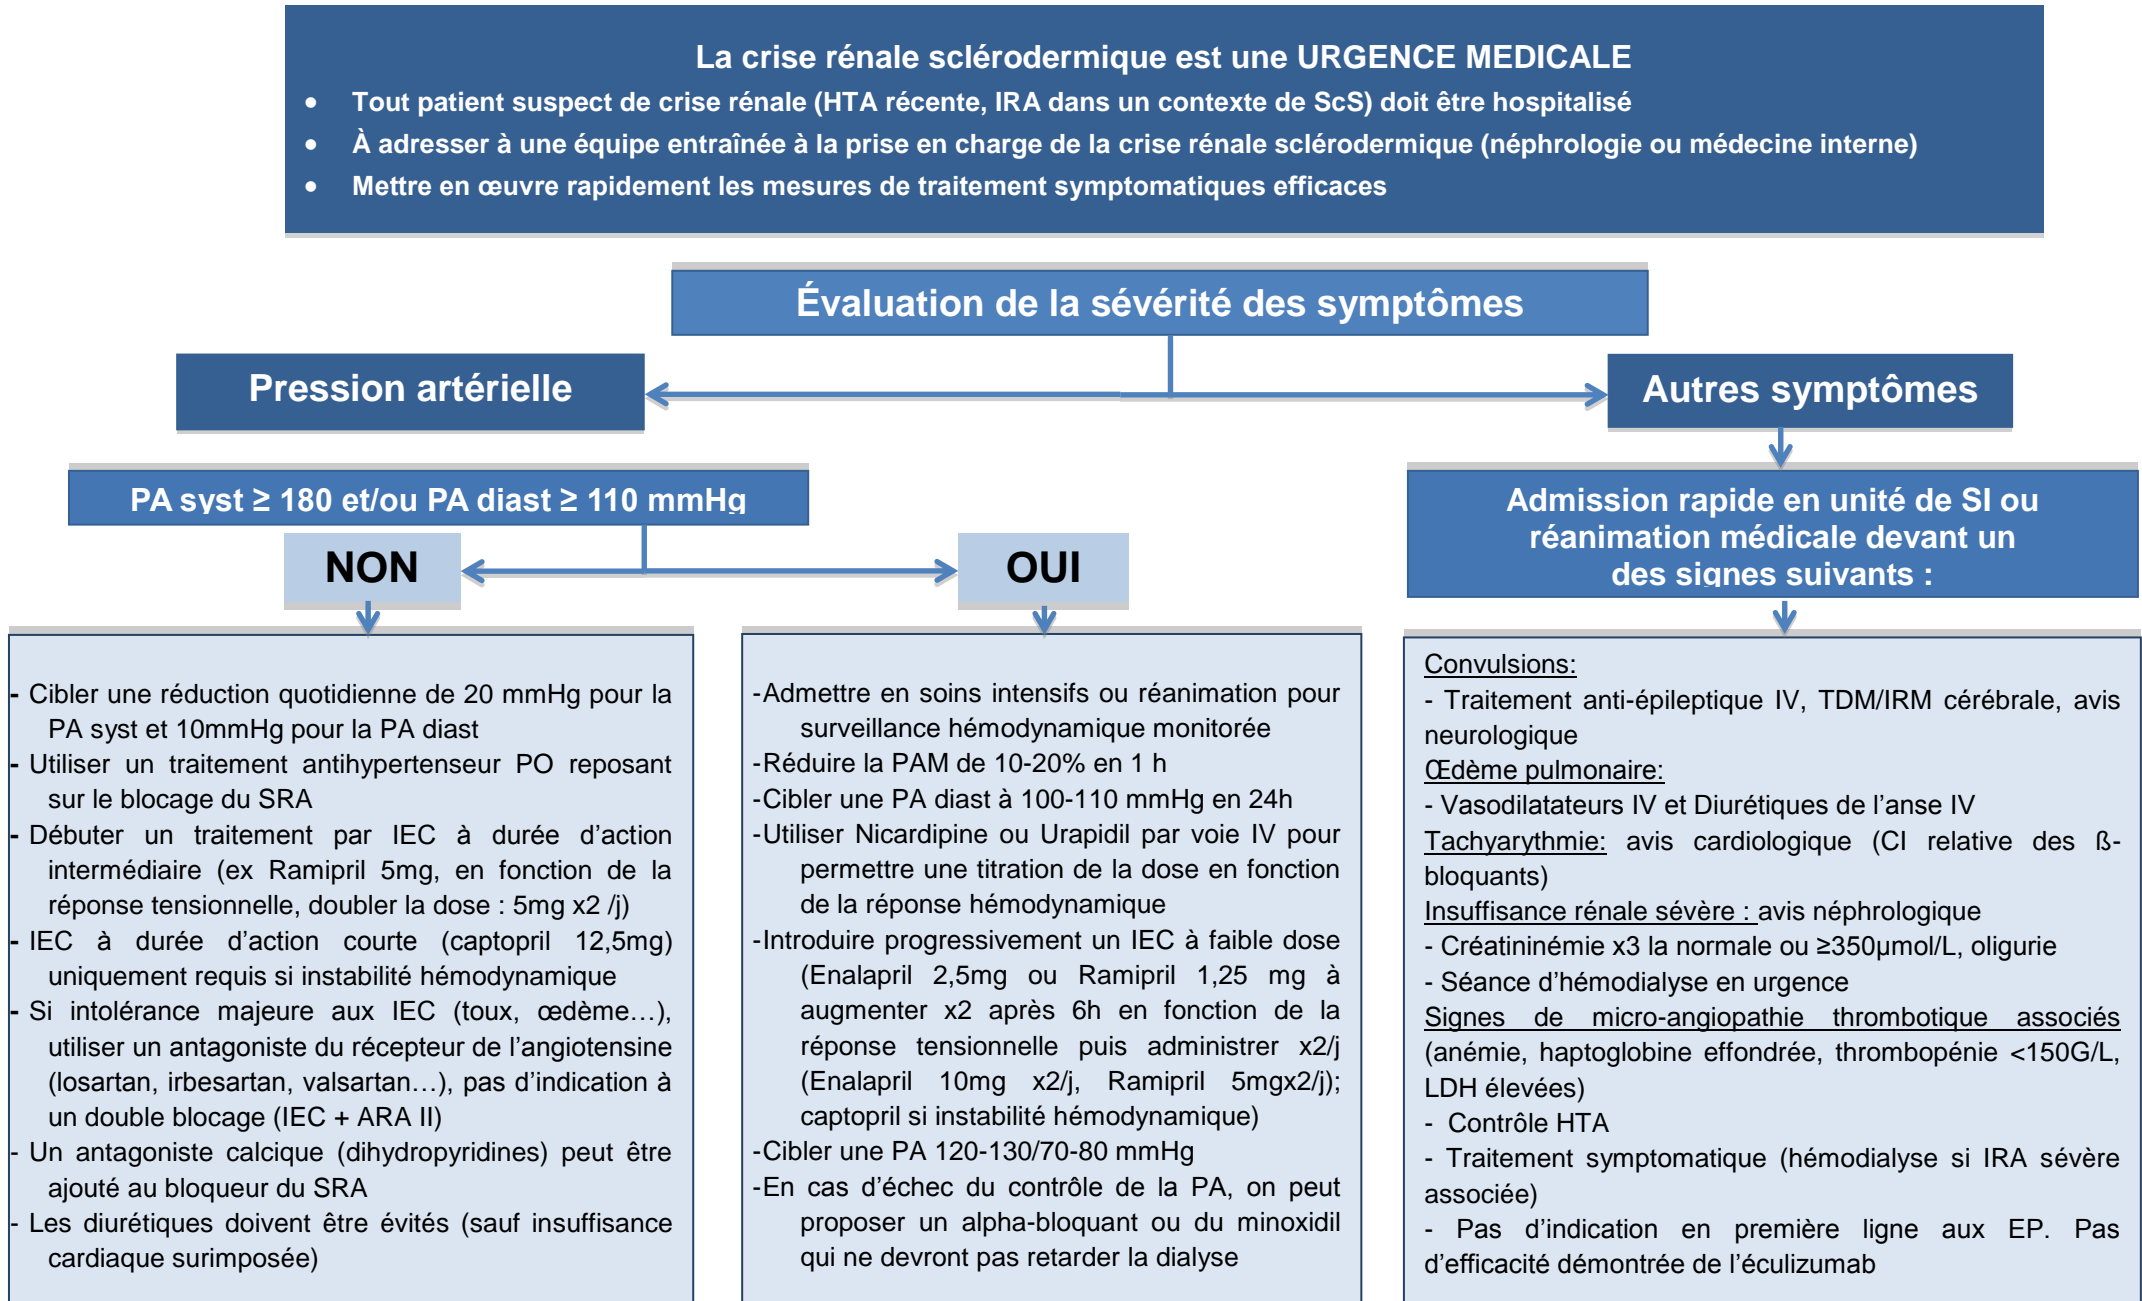 La crise rénale sclérodermique est une URGENCE MEDICALE
• Tout patient suspect de crise rénale (HTA récente, IRA dans un contexte de ScS) doit être hospitalisé
• À adresser à une équipe entraînée à la prise en charge de la crise rénale sclérodermique (néphrologie ou médecine interne)
• Mettre en œuvre rapidement les mesures de traitement symptomatiques efficaces
Évaluation de la sévérité des symptômes
Pression artérielle
Autres symptômes
PA syst ≥ 180 et/ou PA diast ≥ 110 mmHg
NON
OUI
Admission rapide en unité de SI ou
réanimation médicale devant un
des signes suivants :
- Cibler une réduction quotidienne de 20 mmHg pour la
PA syst et 10mmHg pour la PA diast
- Utiliser un traitement antihypertenseur PO reposant
sur le blocage du SRA
- Débuter un traitement par IEC à durée d’action
intermédiaire (ex Ramipril 5mg, en fonction de la
réponse tensionnelle, doubler la dose : 5mg x2 /j)
- IEC à durée d’action courte (captopril 12,5mg)
uniquement requis si instabilité hémodynamique
- Si intolérance majeure aux IEC (toux, œdème…),
utiliser un antagoniste du récepteur de l’angiotensine
(losartan, irbesartan, valsartan…), pas d’indication à
un double blocage (IEC + ARA II)
- Un antagoniste calcique (dihydropyridines) peut être
ajouté au bloqueur du SRA
- Les diurétiques doivent être évités (sauf insuffisance
cardiaque surimposée)
-Admettre en soins intensifs ou réanimation pour
surveillance hémodynamique monitorée
-Réduire la PAM de 10-20% en 1 h
-Cibler une PA diast à 100-110 mmHg en 24h
-Utiliser Nicardipine ou Urapidil par voie IV pour
permettre une titration de la dose en fonction
de la réponse hémodynamique
-Introduire progressivement un IEC à faible dose
(Enalapril 2,5mg ou Ramipril 1,25 mg à
augmenter x2 après 6h en fonction de la
réponse tensionnelle puis administrer x2/j
(Enalapril 10mg x2/j, Ramipril 5mgx2/j);
captopril si instabilité hémodynamique)
-Cibler une PA 120-130/70-80 mmHg
-En cas d’échec du contrôle de la PA, on peut
proposer un alpha-bloquant ou du minoxidil
qui ne devront pas retarder la dialyse
Convulsions:
- Traitement anti-épileptique IV, TDM/IRM cérébrale, avis
neurologique
Œdème pulmonaire:
- Vasodilatateurs IV et Diurétiques de l’anse IV
Tachyarythmie: avis cardiologique (CI relative des ß-
bloquants)
Insuffisance rénale sévère : avis néphrologique
- Créatininémie x3 la normale ou ≥350µmol/L, oligurie
- Séance d’hémodialyse en urgence
Signes de micro-angiopathie thrombotique associés
(anémie, haptoglobine effondrée, thrombopénie <150G/L,
LDH élevées)
- Contrôle HTA
- Traitement symptomatique (hémodialyse si IRA sévère
associée)
- Pas d’indication en première ligne aux EP. Pas
d’efficacité démontrée de l’éculizumab